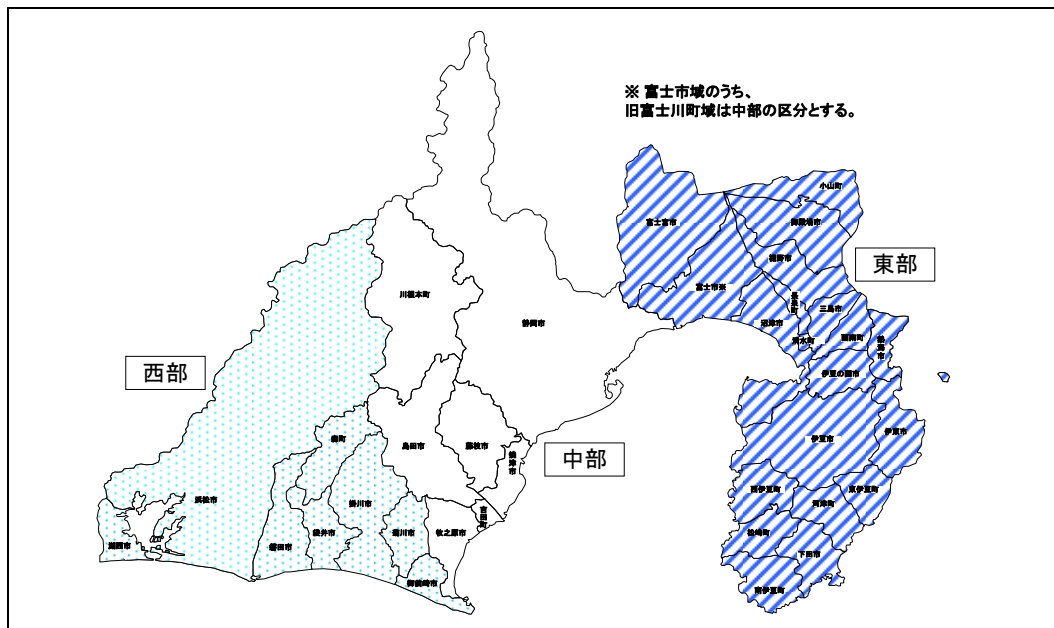 ※ 富士市域のうち、
旧富士川町域は中部の区分とする。
小山町
富士宮市
御殿場市
裾野市
東部
川根本町
富士市※
長泉町
三島市
静岡市
沼津市
清水町
函南町
熱海市
西部
伊豆の国市
島田市
藤枝市
焼津市
中部
伊豆市
伊東市
森町
浜松市
掛川市
西伊豆町
東伊豆町
河津町
吉田町
湖西市
磐田市
袋井市
菊川市
牧之原市
松崎町
下田市
御前崎市
南伊豆町